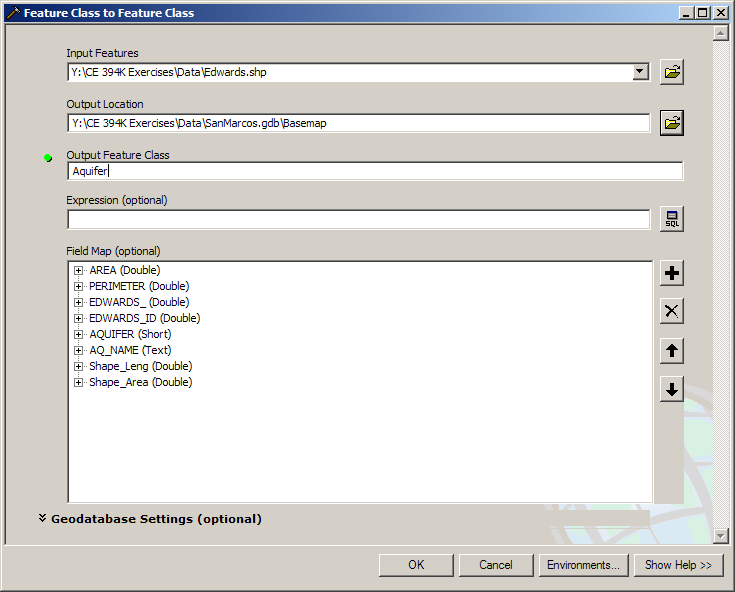 Feature Class to Feature Class
Input Features
Y:\CE 394K Exercises\Data\Edwards.shp
Output Location
Y:\CE 394K Exercises\Data\SanMarcos.gdb\Basemap
Output Feature Class
Aquifer
Expression (optional)
SQL
Field Map (optional)
AREA (Double)
PERIMETER (Double)
EDWARDS_ (Double)
EDWARDS_ID (Double)
AQUIFER (Short)
AQ_NAME (Text)
Shape_Leng (Double)
Shape_Area (Double)
Geodatabase Settings (optional)
OK Cancel Environments... Show Help >>